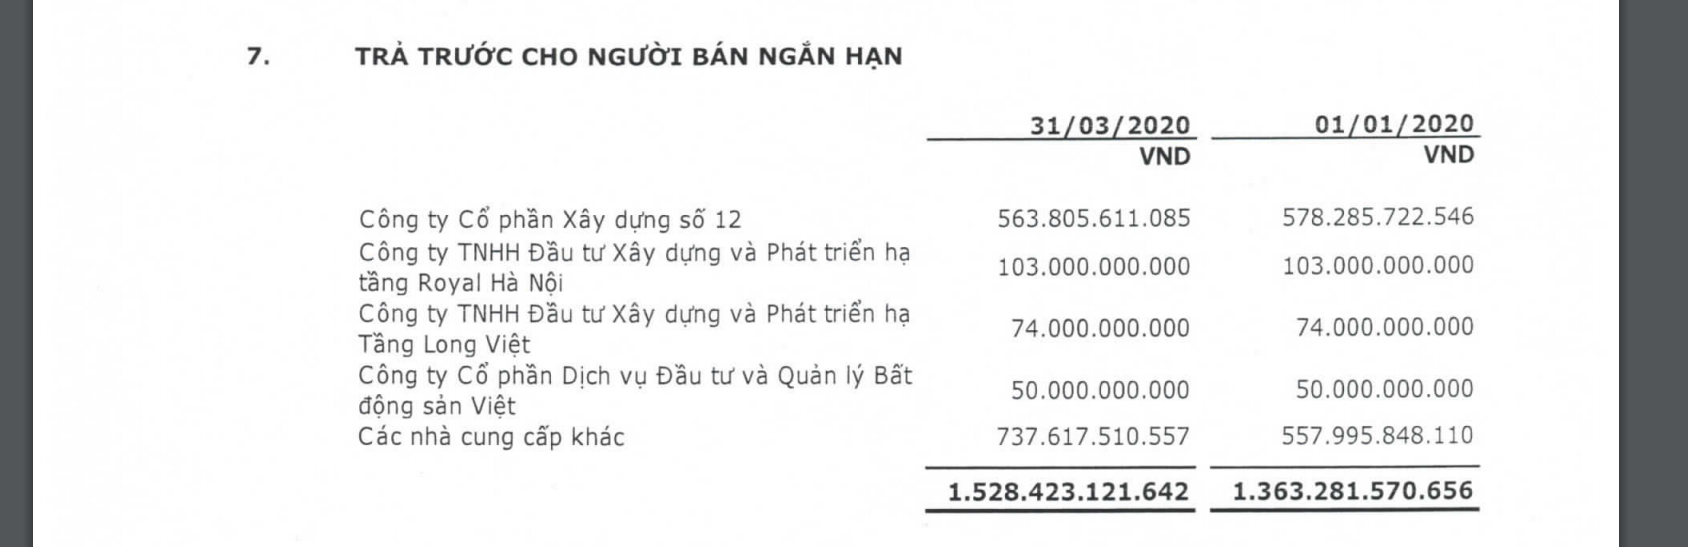 7. TRẢ TRƯỚC CHO NGƯỜI BÁN NGẮN HẠN
31/03/2020 01/01/2020
VND VND
Công ty Cổ phần Xây dựng số 12 563.805.611.085 578.285.722.546
Công ty TNHH Đầu tư Xây dựng và Phát triển hạ
tầng Royal Hà Nội 103.000.000.000 103.000.000.000
Công ty TNHH Đầu tư Xây dựng và Phát triển hạ
Tầng Long Việt 74.000.000.000 74.000.000.000
Công ty Cổ phần Dịch vụ Đầu tư và Quản lý Bất
động sản Việt 50.000.000.000 50.000.000.000
Các nhà cung cấp khác 737.617.510.557 557.995.848.110
1.528.423.121.642 1.363.281.570.656